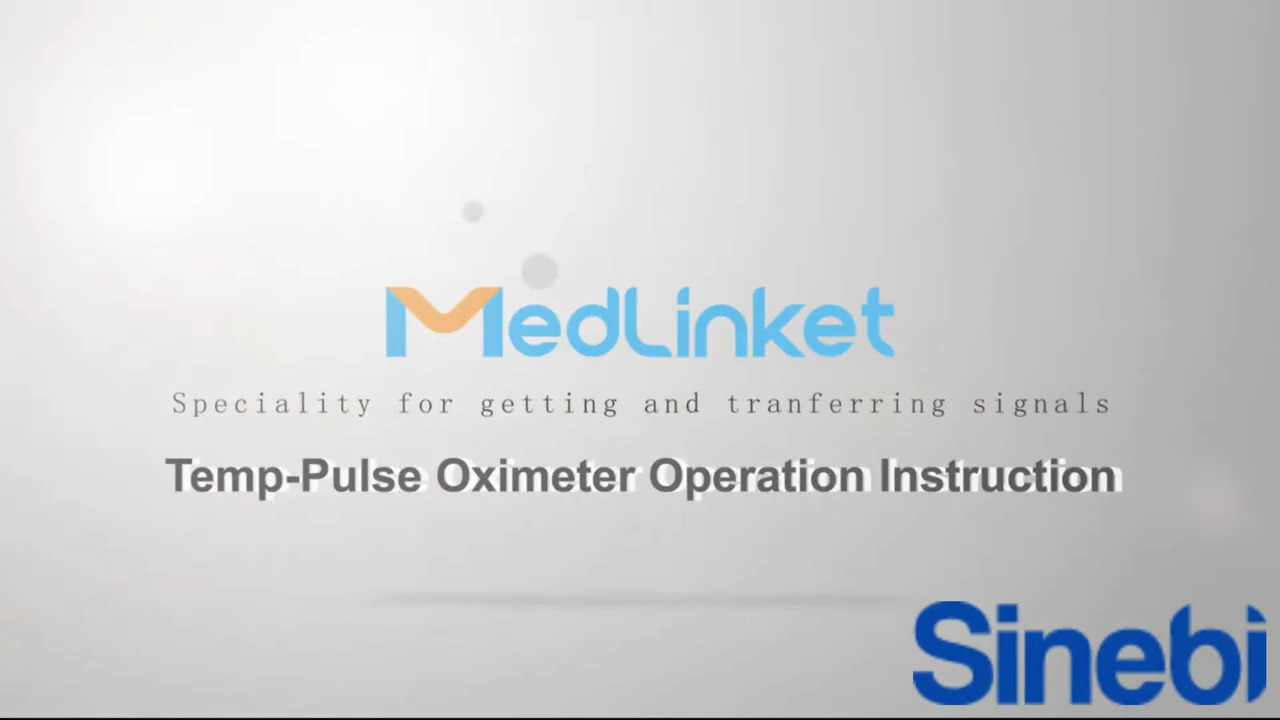 MedLinket
Speciality for getting and tranferring signals
Temp-Pulse Oximeter Operation Instruction
Sinebi